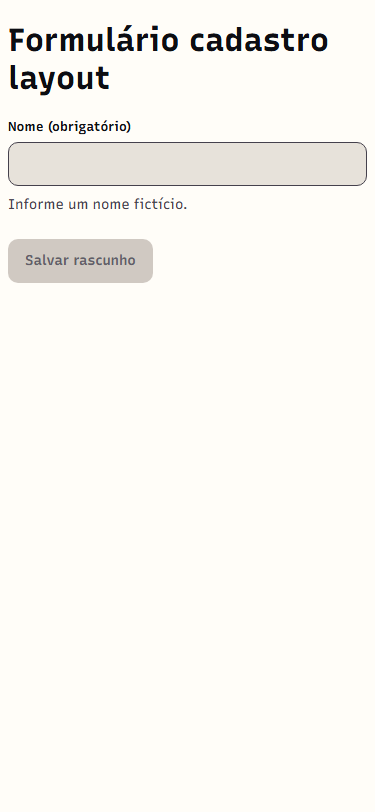 Formulário cadastro
layout
Nome (obrigatório)
Informe um nome fictício.
Salvar rascunho